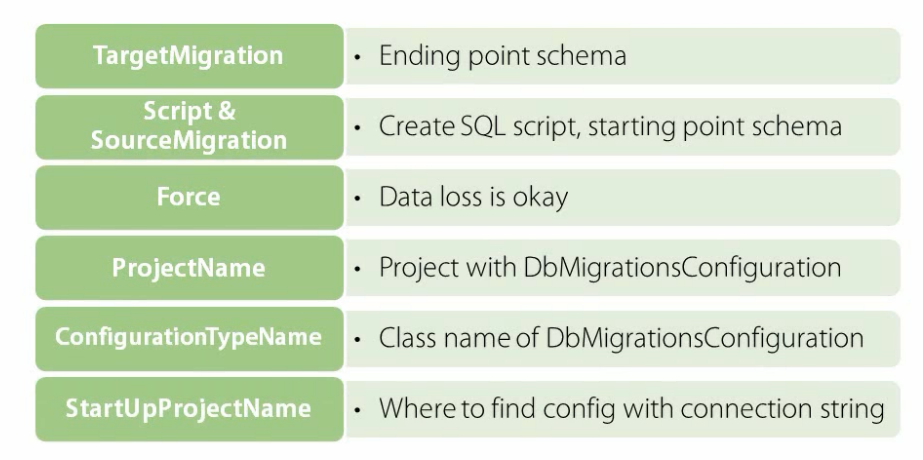 TargetMigration
• Ending point schema
Script &
SourceMigration
• Create SQL script, starting point schema
Force
• Data loss is okay
ProjectName
• Project with DbMigrationsConfiguration
ConfigurationTypeName
• Class name of DbMigrationsConfiguration
StartUpProjectName
• Where to find config with connection string